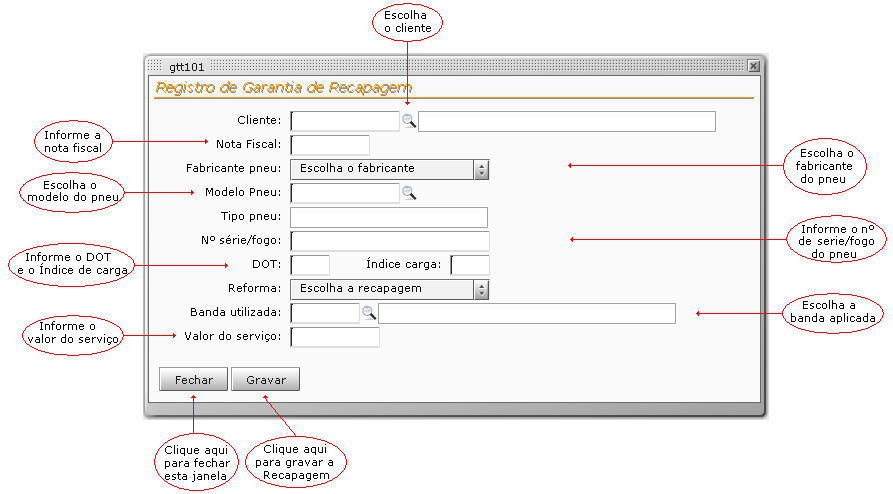 Escolha
o cliente
gtt101
Registro de Garantia de Recapagem
Cliente:
Informe a
nota fiscal
Nota Fiscal:
Fabricante pneu: Escolha o fabricante
Escolha o
fabricante
do pneu
Escolha o
modelo do pneu
Modelo Pneu:
Tipo pneu:
Nº série/fogo:
Informe o nº
de serie/fogo
do pneu
Informe o DOT
e o Índice de carga
DOT: Índice carga:
Reforma: Escolha a recapagem
Banda utilizada:
Escolha a
banda aplicada
Informe o
valor do serviço
Valor do serviço:
Fechar Gravar
Clique aqui
para fechar
esta janela
Clique aqui
para gravar a
Recapagem